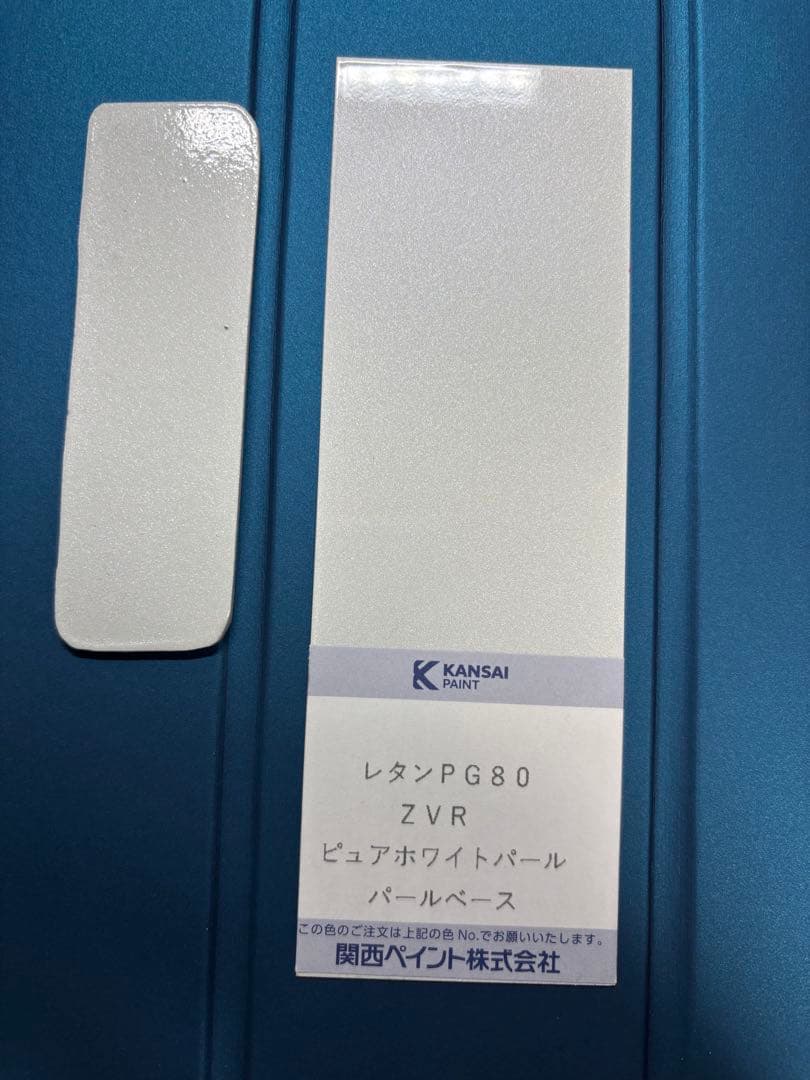 KANSAI
PAINT
レタンPG80
ZVR
ピュアホワイトパール
パールベース
この色のご注文は上記の色No.でお願いいたします。
関西ペイント株式会社